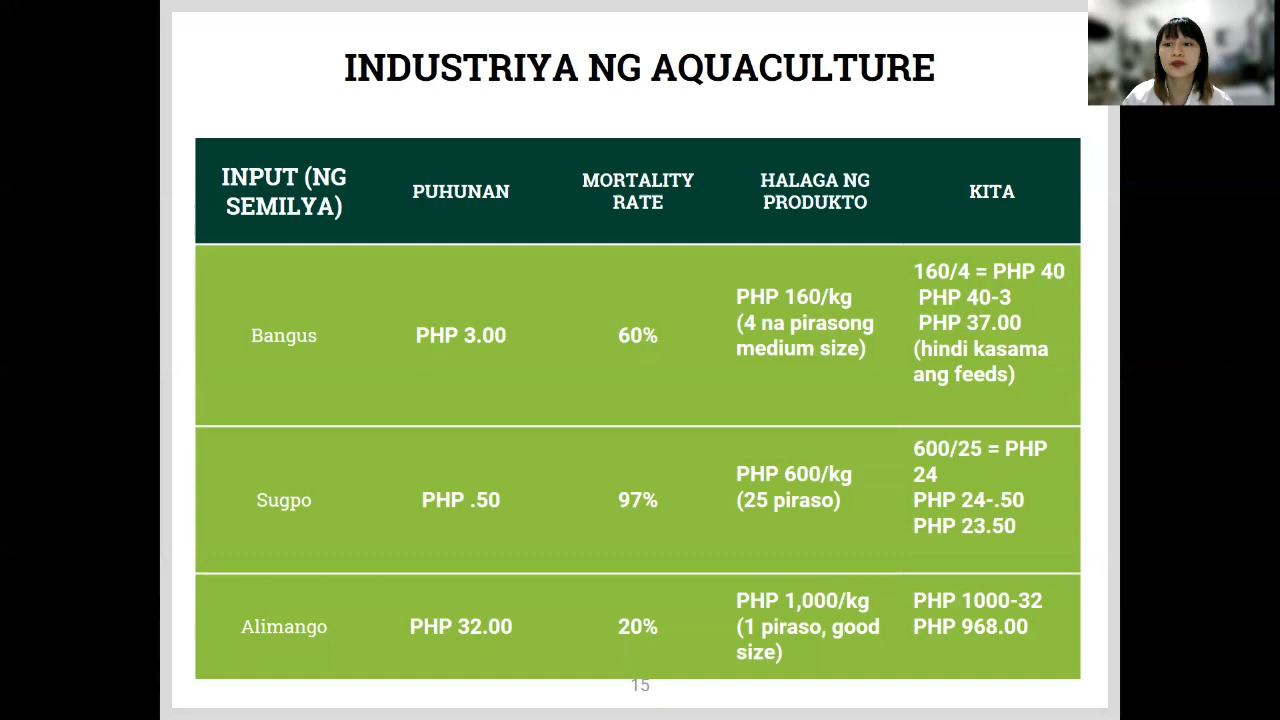 INDUSTRIYA NG AQUACULTURE
INPUT (NG
SEMILYA)
PUHUNAN
MORTALITY
RATE
HALAGA NG
PRODUKTO
KITA
Bangus
PHP 3.00
60%
PHP 160/kg
(4 na pirasong
medium size)
160/4 = PHP 40
PHP 40-3
PHP 37.00
(hindi kasama
ang feeds)
Sugpo
PHP .50
97%
PHP 600/kg
(25 piraso)
600/25 = PHP
24
PHP 24-.50
PHP 23.50
Alimango
PHP 32.00
20%
PHP 1,000/kg
(1 piraso, good
size)
PHP 1000-32
PHP 968.00
15